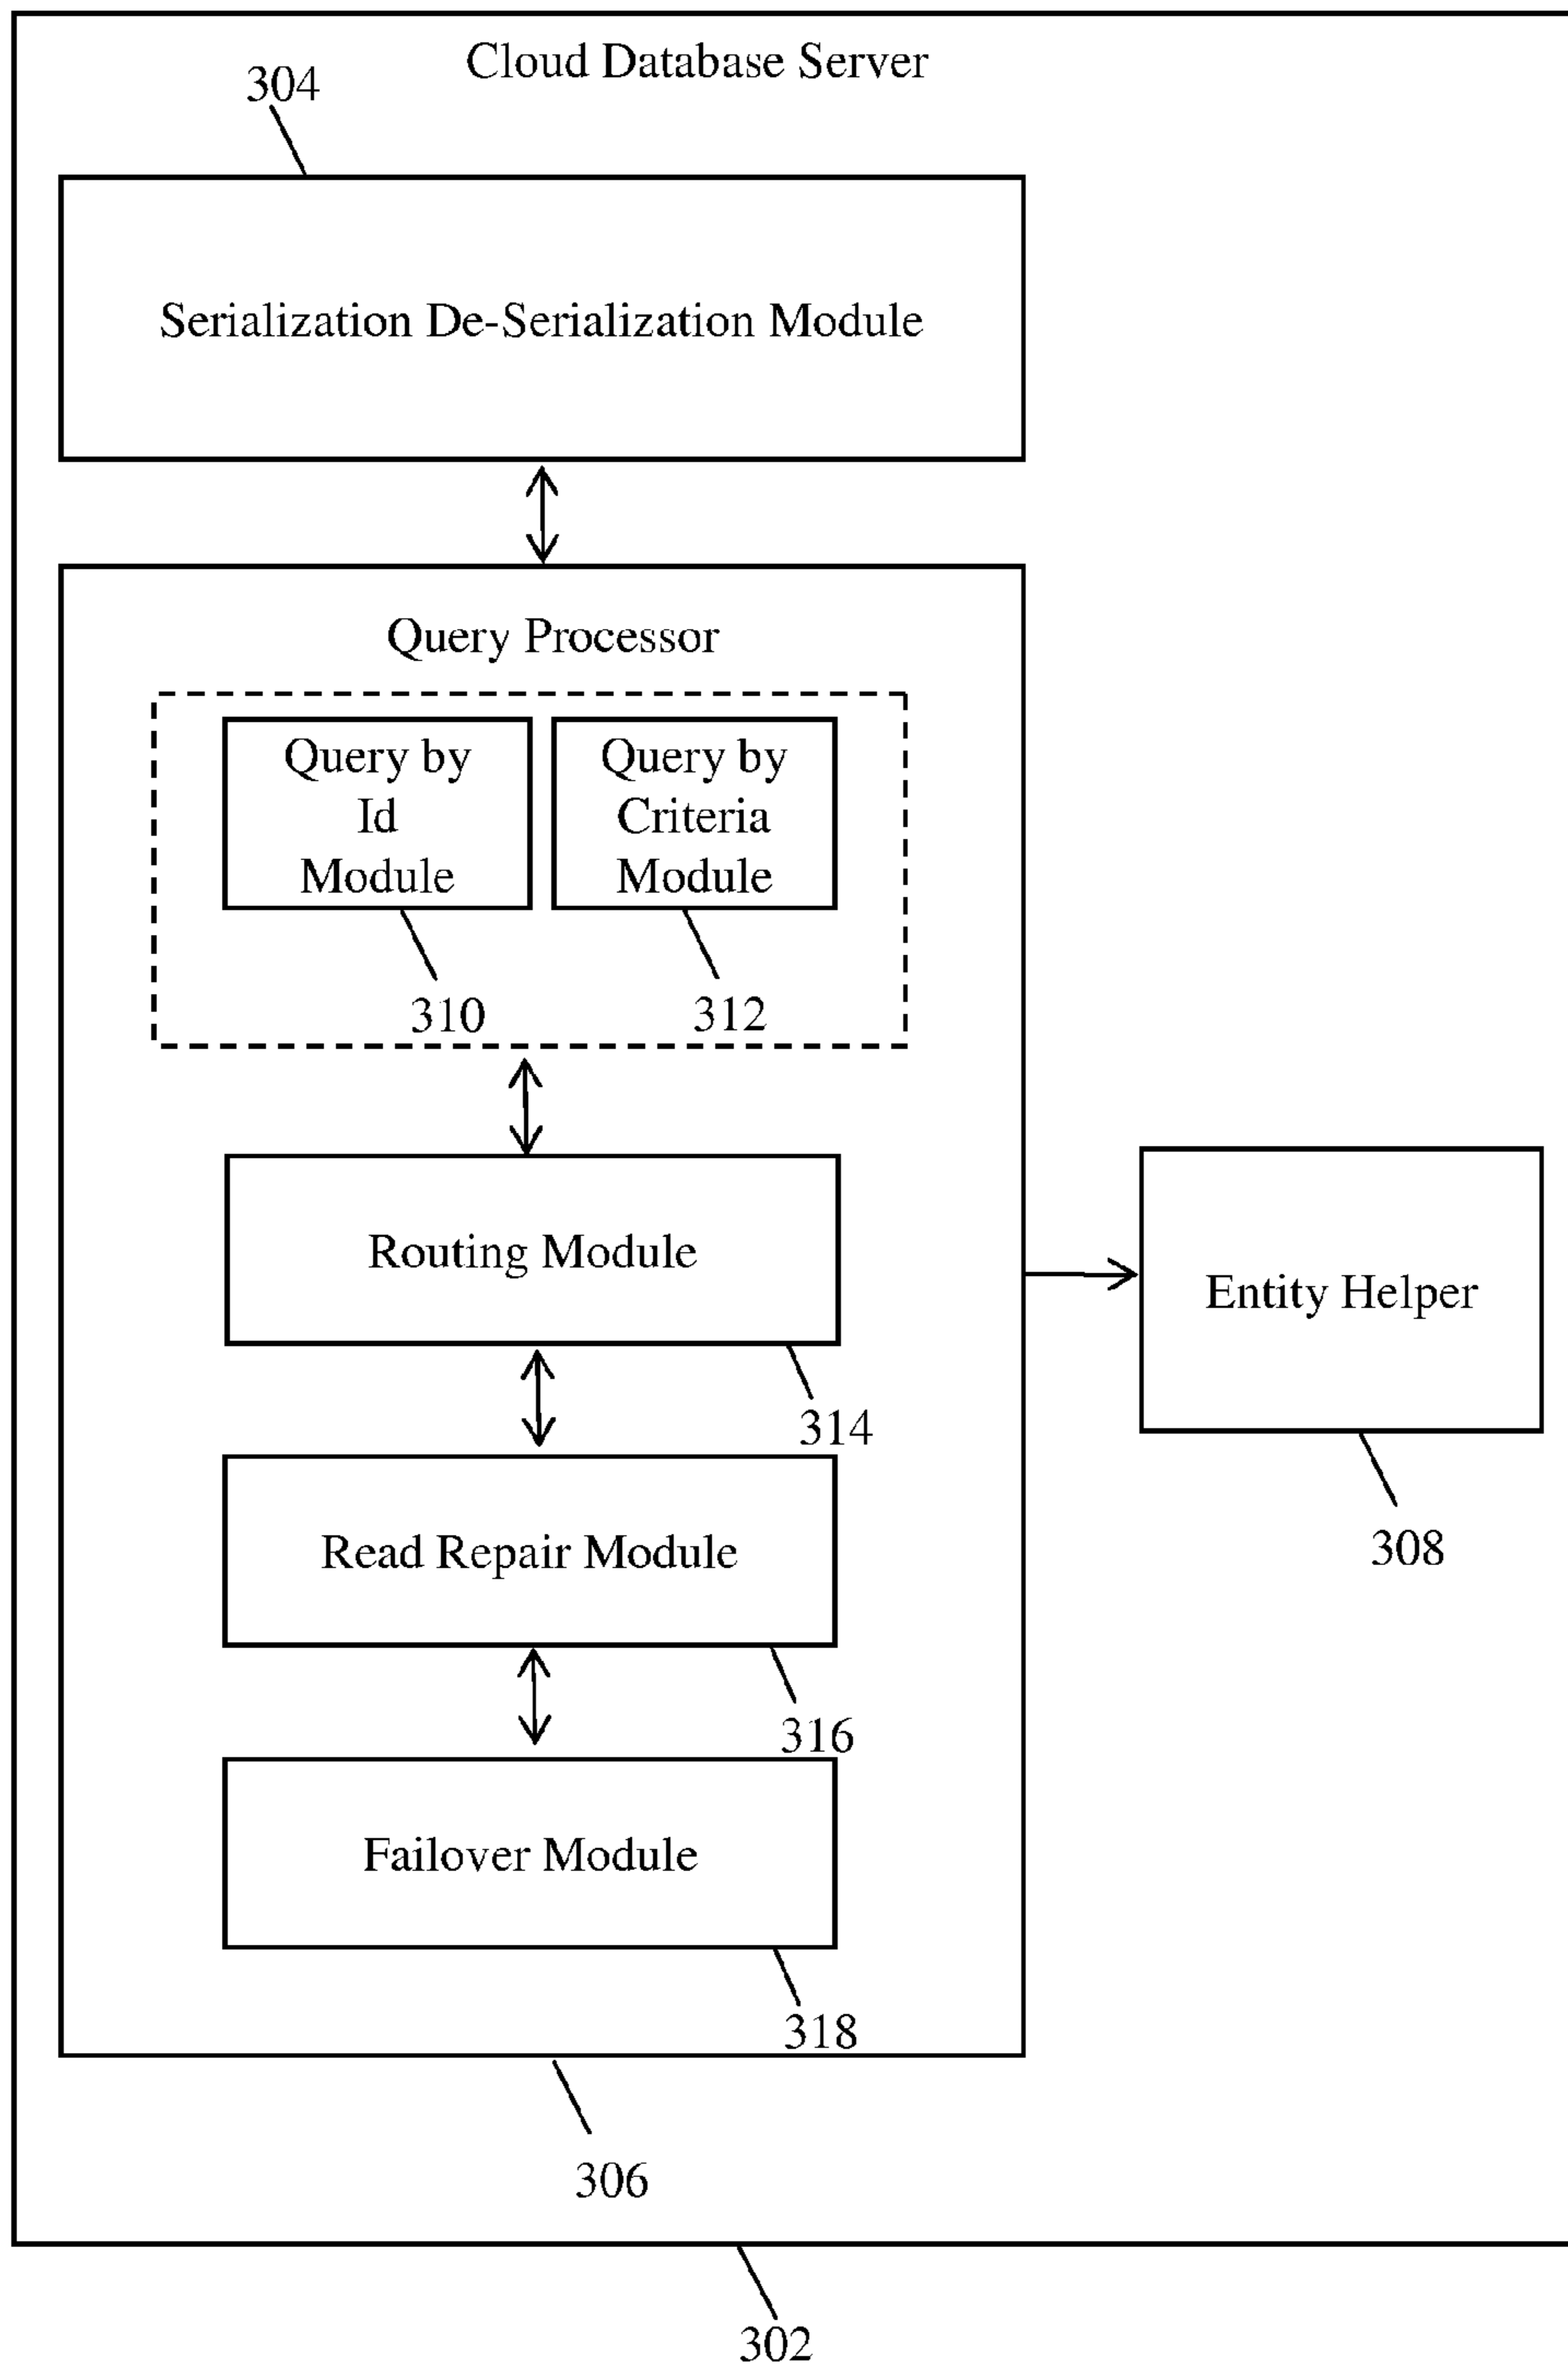 Cloud Database Server
304
Serialization De-Serialization Module
Query Processor
Query by
Id
Module
Query by
Criteria
Module
310
312
Routing Module
314
Entity Helper
308
Read Repair Module
316
Failover Module
318
306
302